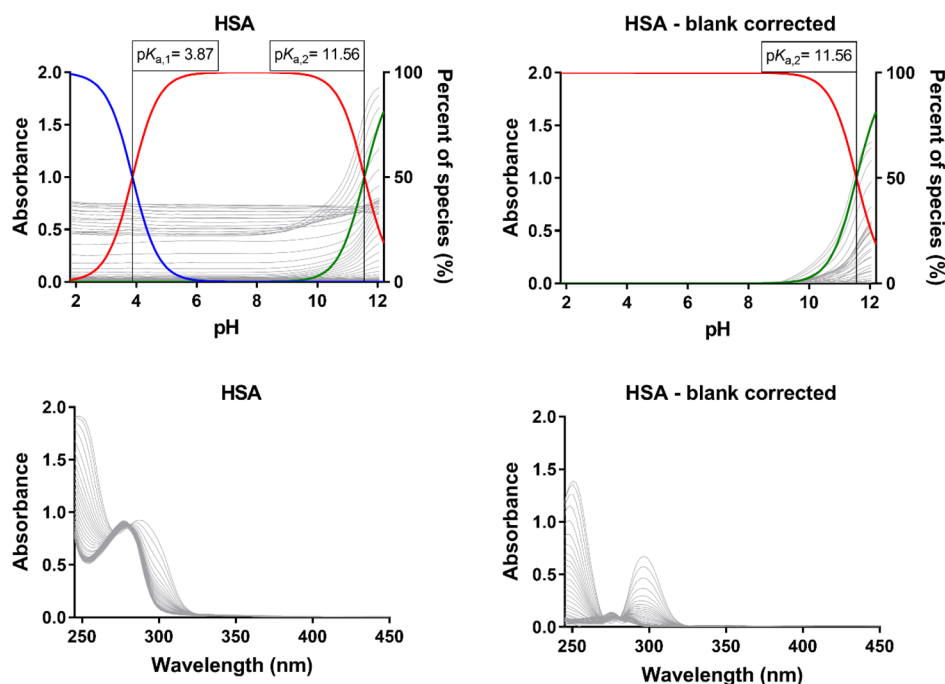 HSA
pKa,1= 3.87
pKa,2= 11.56
2.0
1.5
1.0
0.5
0.0
Absorbance
100
50
0
Percent of species (%)
2 4 6 8 10 12
pH
HSA - blank corrected
pKa,2= 11.56
2.0
1.5
1.0
0.5
0.0
Absorbance
100
50
0
Percent of species (%)
2 4 6 8 10 12
pH
HSA
2.0
1.5
1.0
0.5
0.0
Absorbance
250 300 350 400 450
Wavelength (nm)
HSA - blank corrected
2.0
1.5
1.0
0.5
0.0
Absorbance
250 300 350 400 450
Wavelength (nm)